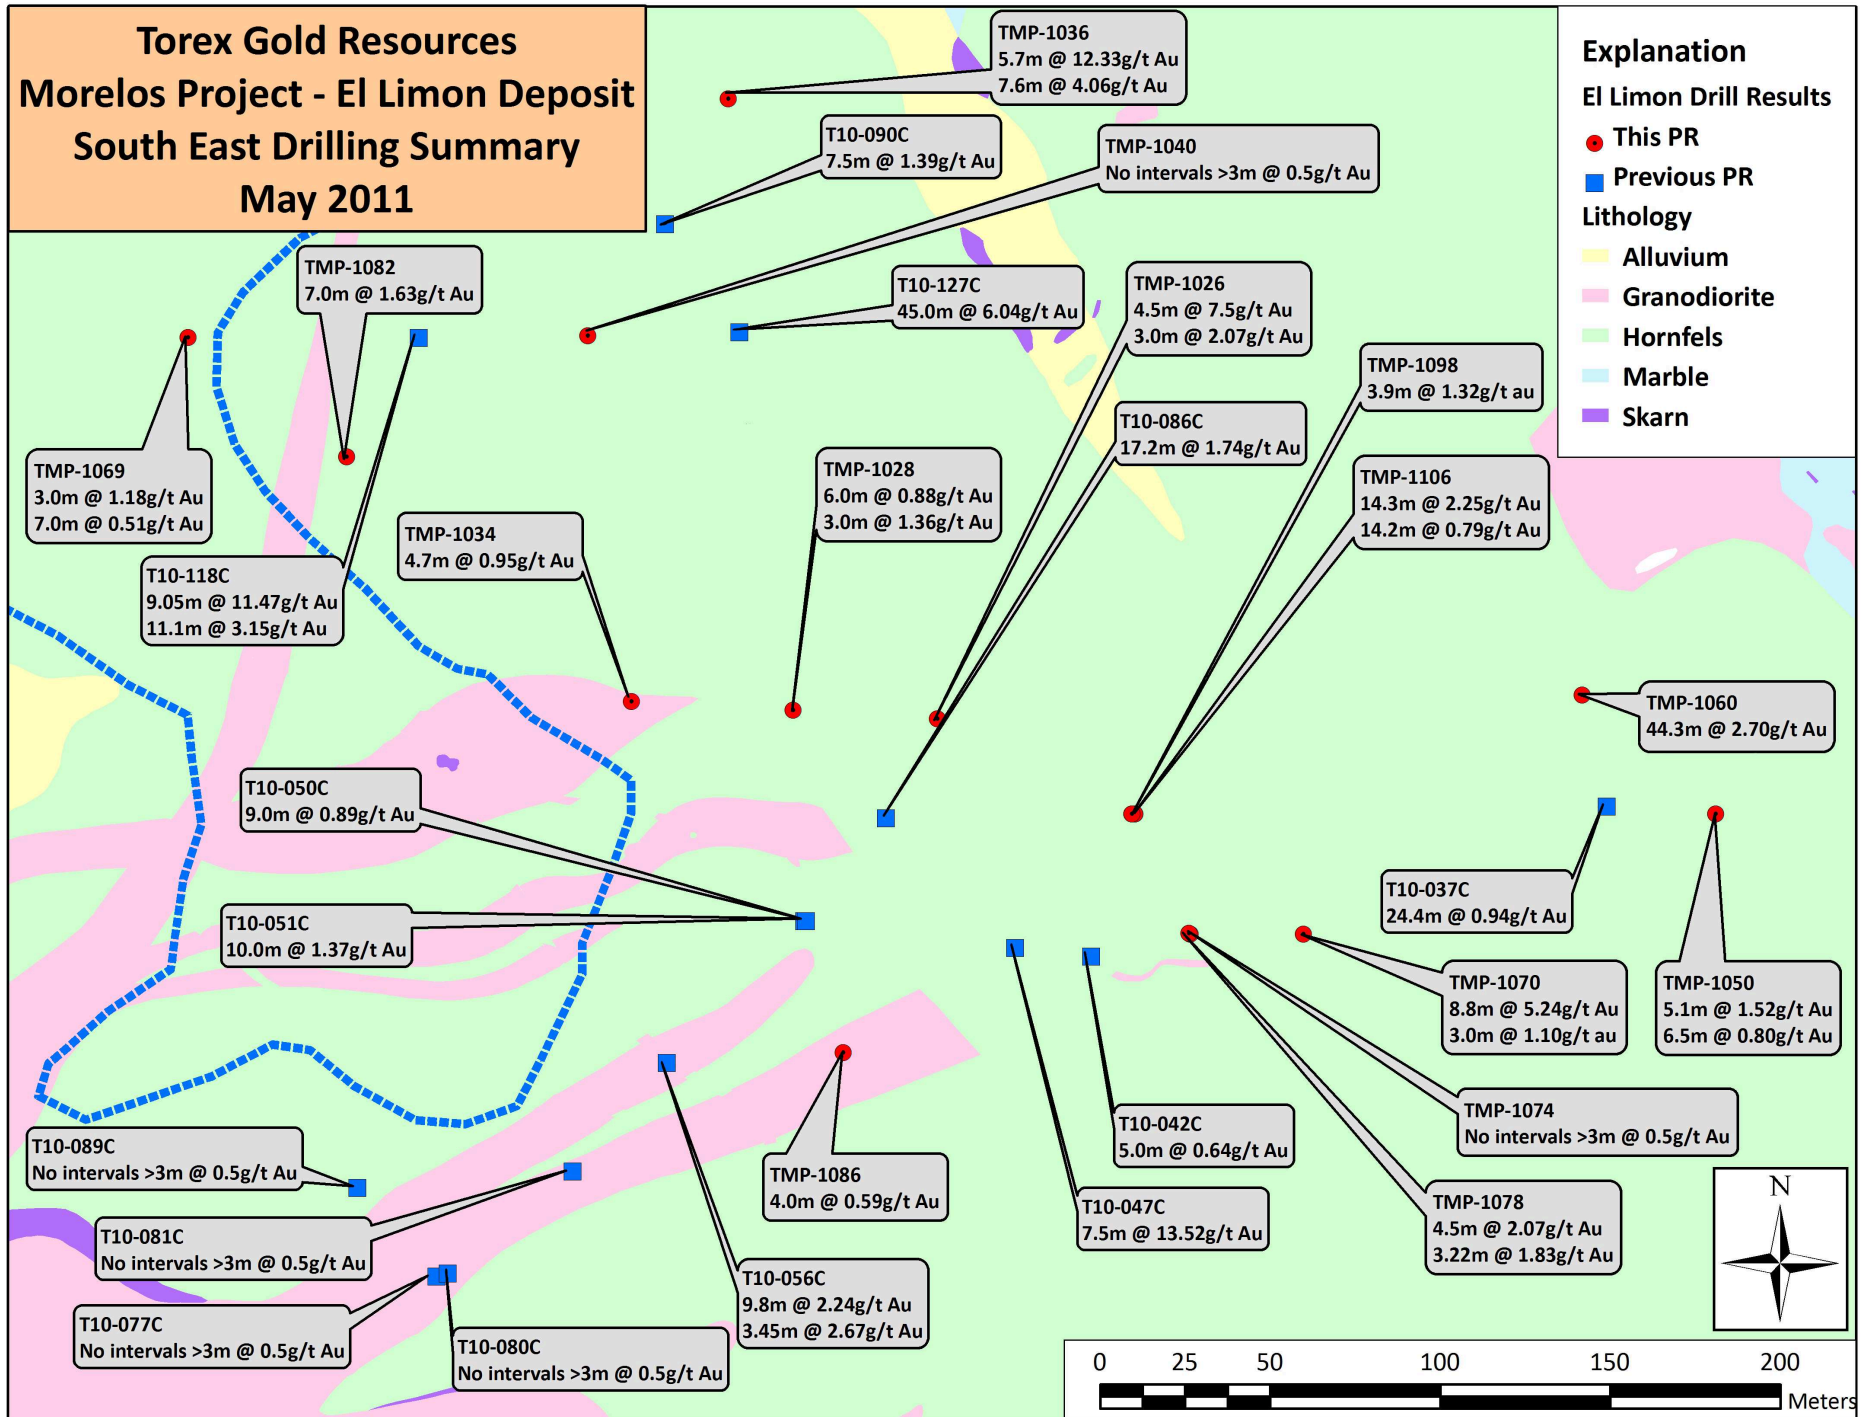 Torex Gold Resources
Morelos Project - El Limon Deposit
South East Drilling Summary
May 2011
TMP-1036
5.7m @ 12.33g/t Au
7.6m @ 4.06g/t Au
Explanation
El Limon Drill Results
This PR
Previous PR
Lithology
Alluvium
Granodiorite
Hornfels
Marble
Skarn
T10-090C
7.5m @ 1.39g/t Au
TMP-1040
No intervals >3m @ 0.5g/t Au
TMP-1082
7.0m @ 1.63g/t Au
T10-127C
45.0m @ 6.04g/t Au
TMP-1026
4.5m @ 7.5g/t Au
3.0m @ 2.07g/t Au
TMP-1098
3.9m @ 1.32g/t au
T10-086C
17.2m @ 1.74g/t Au
TMP-1069
3.0m @ 1.18g/t Au
7.0m @ 0.51g/t Au
TMP-1028
6.0m @ 0.88g/t Au
3.0m @ 1.36g/t Au
TMP-1106
14.3m @ 2.25g/t Au
14.2m @ 0.79g/t Au
TMP-1034
4.7m @ 0.95g/t Au
T10-118C
9.05m @ 11.47g/t Au
11.1m @ 3.15g/t Au
TMP-1060
44.3m @ 2.70g/t Au
T10-050C
9.0m @ 0.89g/t Au
T10-037C
24.4m @ 0.94g/t Au
T10-051C
10.0m @ 1.37g/t Au
TMP-1070
8.8m @ 5.24g/t Au
3.0m @ 1.10g/t au
TMP-1050
5.1m @ 1.52g/t Au
6.5m @ 0.80g/t Au
TMP-1074
No intervals >3m @ 0.5g/t Au
T10-042C
5.0m @ 0.64g/t Au
T10-089C
No intervals >3m @ 0.5g/t Au
TMP-1086
4.0m @ 0.59g/t Au
T10-047C
7.5m @ 13.52g/t Au
TMP-1078
4.5m @ 2.07g/t Au
3.22m @ 1.83g/t Au
N
T10-081C
No intervals >3m @ 0.5g/t Au
T10-056C
9.8m @ 2.24g/t Au
3.45m @ 2.67g/t Au
T10-077C
No intervals >3m @ 0.5g/t Au
T10-080C
No intervals >3m @ 0.5g/t Au
0 25 50 100 150 200
Meters